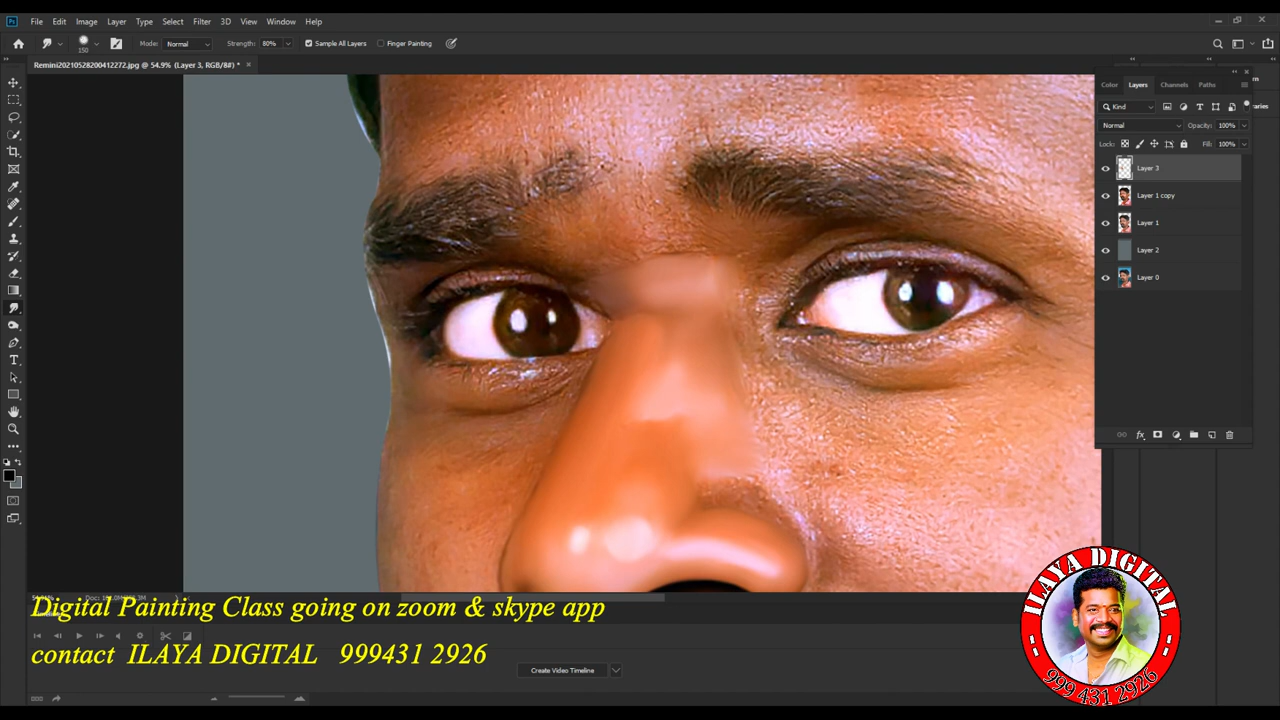 File Edit Image Layer Type Select Filter 3D View Window Help
150 Mode: Normal Strength: 80% Sample All Layers Finger Painting
Remini20210528200412272.jpg @ 54.9% (Layer 3, RGB/8#) *
Color Layers Channels Paths
Kind
Normal Opacity: 100%
Lock: Fill: 100%
Layer 3
Layer 1 copy
Layer 1
Layer 2
Layer 0
Digital Painting Class going on zoom & skype app
contact ILAYA DIGITAL 999431 2926
Create Video Timeline
ILAYA DIGITAL
999 431 2926